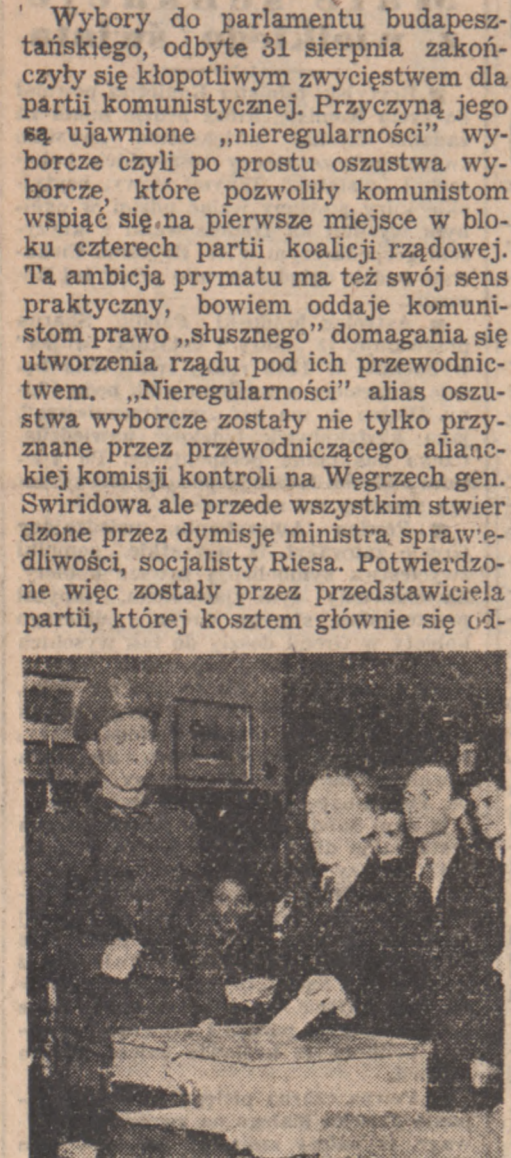 Wybory do parlamentu budapesz-
tańskiego, odbyte 31 sierpnia zakoń-
czyły się kłopotliwym zwycięstwem dla
partii komunistycznej. Przyczyną jego
są ujawnione „nieregularności” wy-
borcze czyli po prostu oszustwa wy-
borcze, które pozwoliły komunistom
wspiąć się na pierwsze miejsce w blo-
ku czterech partii koalicji rządowej.
Ta ambicja prymatu ma też swój sens
praktyczny, bowiem oddaje komuni-
stom prawo „słusznego” domagania się
utworzenia rządu pod ich przewodnic-
twem. „Nieregularności” alias oszu-
stwa wyborcze zostały nie tylko przy-
znane przez przewodniczącego alianc-
kiej komisji kontroli na Węgrzech gen.
Swiridowa ale przede wszystkim stwier
dzone przez dymisję ministra sprawie-
dliwości, socjalisty Riesa. Potwierdzo-
ne więc zostały przez przedstawiciela
partii, której kosztem głównie się od-